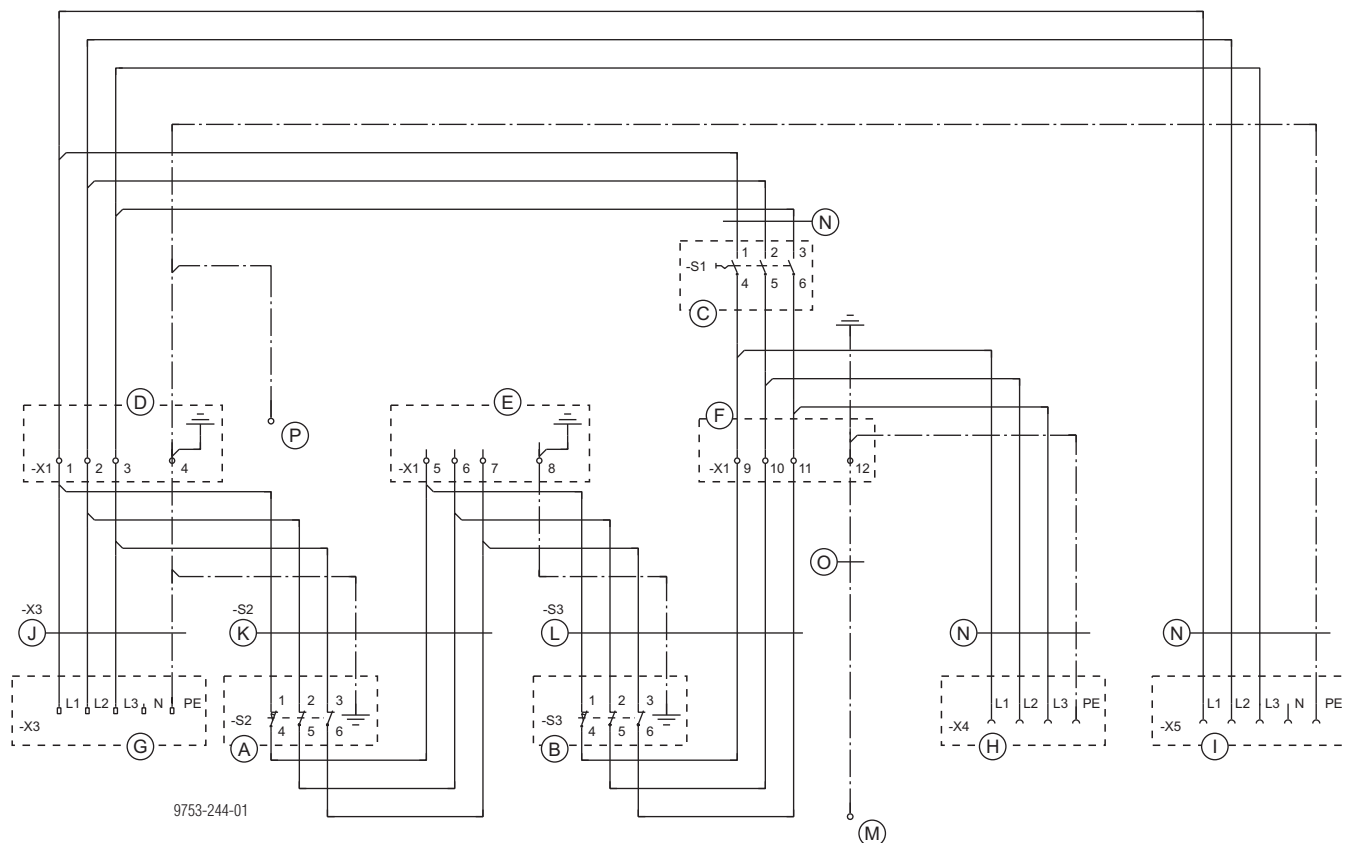 N
1 2 3
-S1
4 5 6
C
D
E
F
P
-X1 1 2 3 4
-X1 5 6 7 8
-X1 9 10 11 12
O
-X3
-S2
-S3
J
K
L
N
N
L1 L2 L3 N PE
-X3
G
1 2 3
-S2
4 5 6
A
1 2 3
-S3
4 5 6
B
L1 L2 L3 PE
-X4
H
L1 L2 L3 N PE
-X5
I
9753-244-01
M